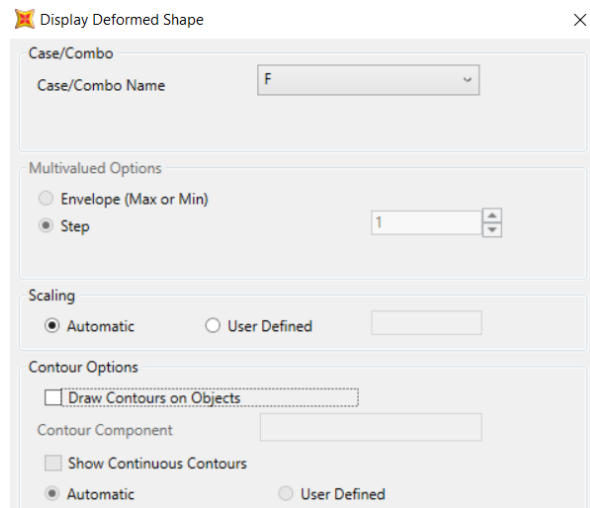 Display Deformed Shape
Case/Combo
Case/Combo Name F
Multivalued Options
Envelope (Max or Min)
Step 1
Scaling
Automatic User Defined
Contour Options
Draw Contours on Objects
Contour Component
Show Continuous Contours
Automatic User Defined